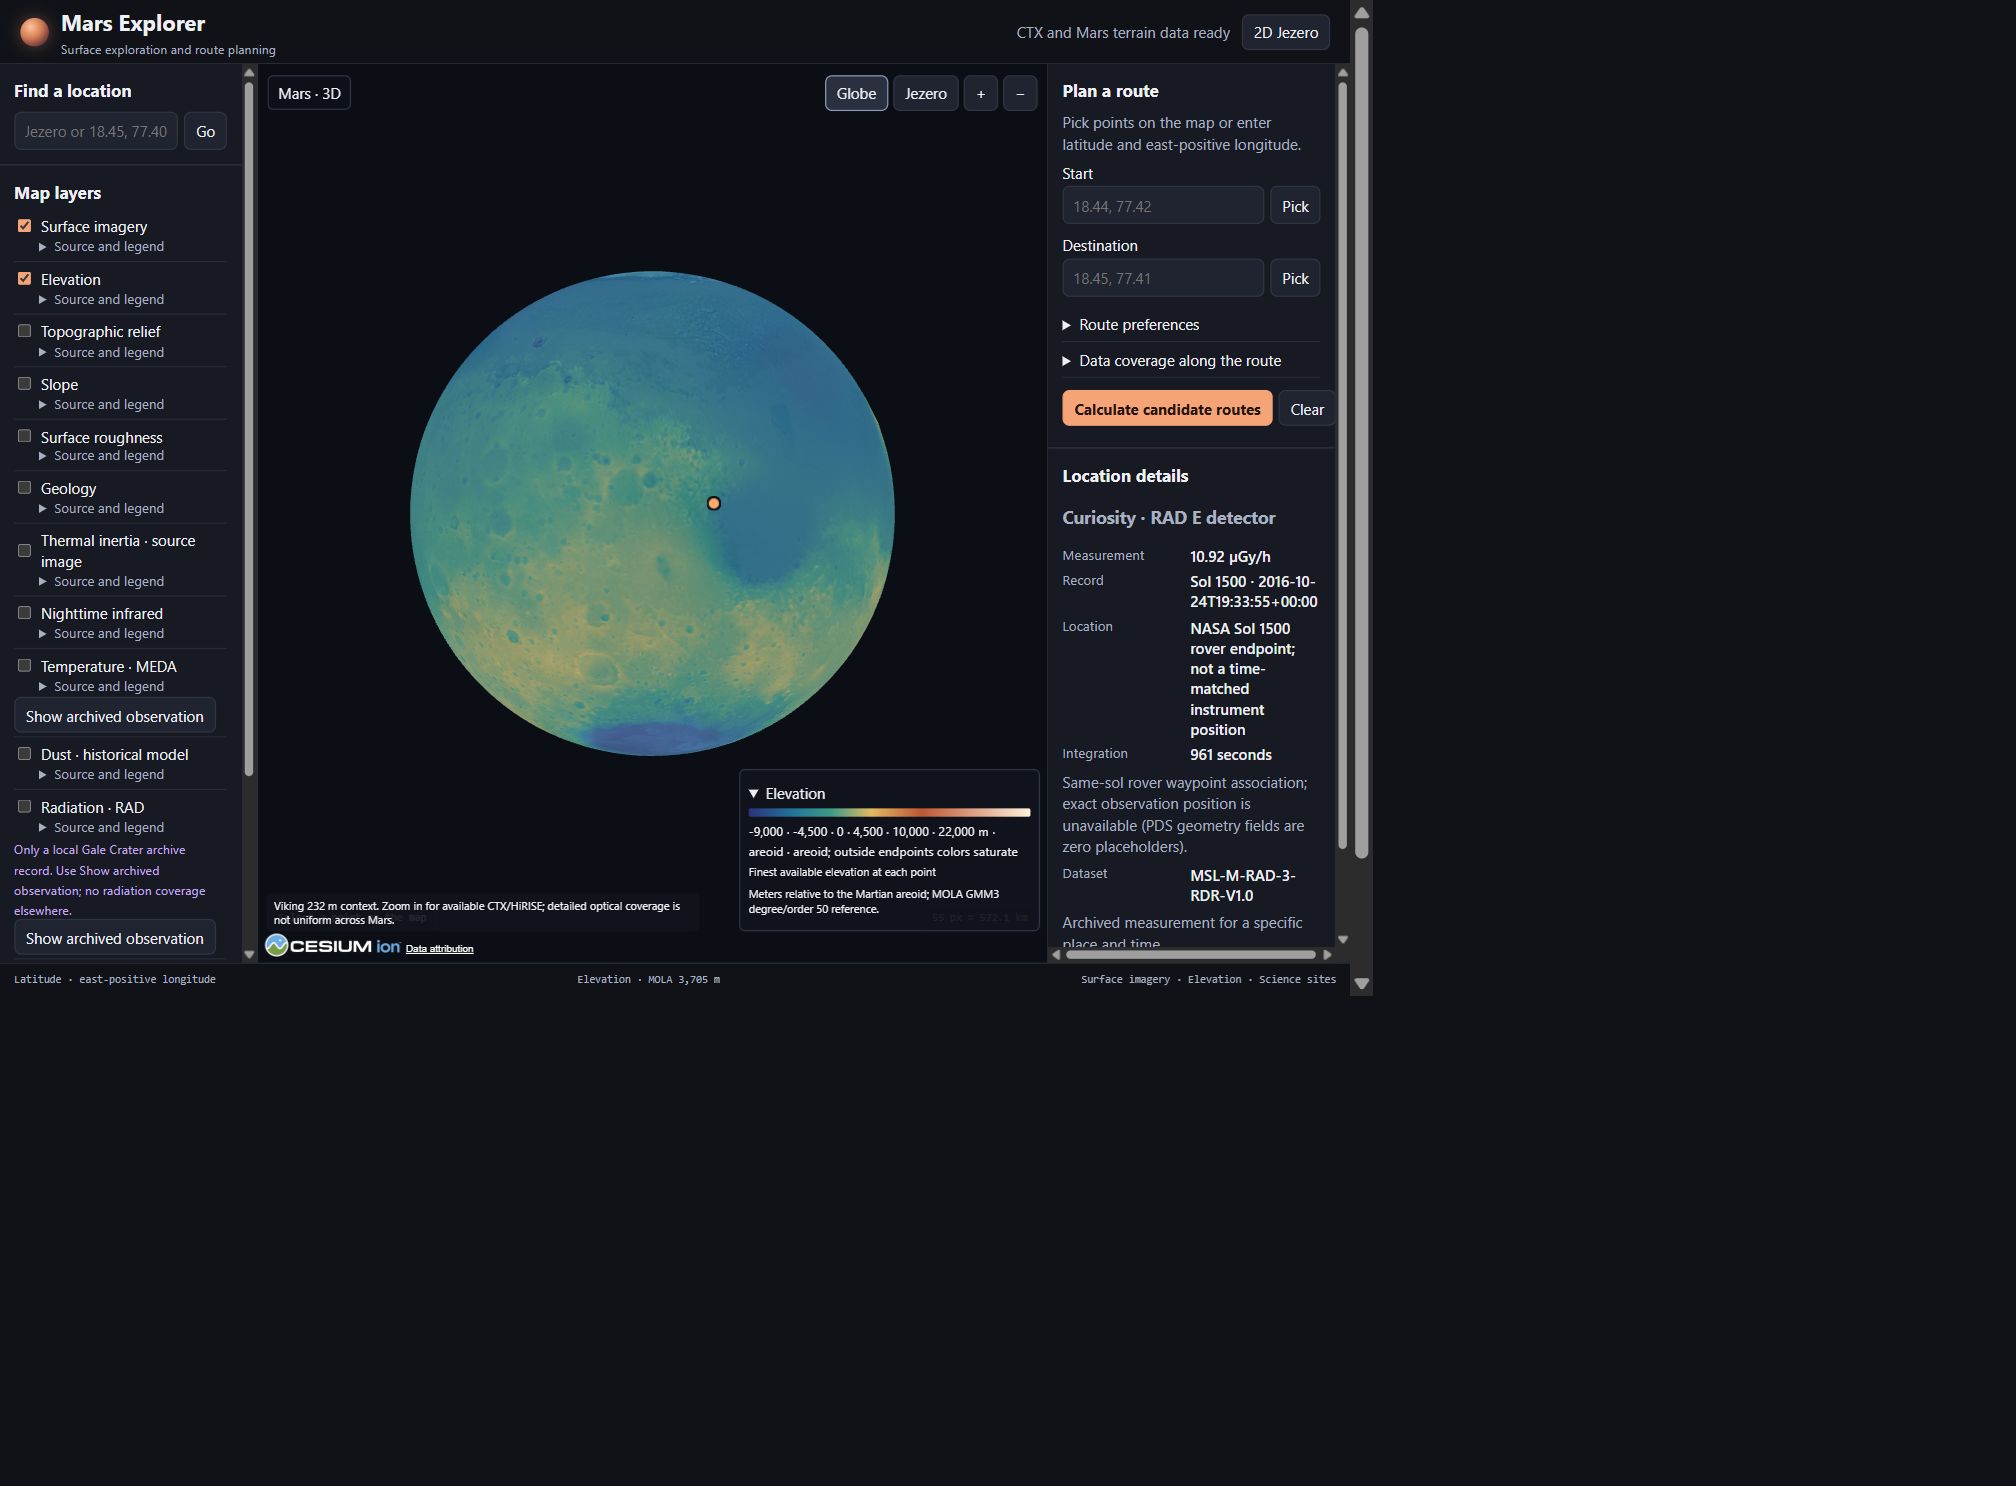 Mars Explorer
Surface exploration and route planning
CTX and Mars terrain data ready
2D Jezero
Find a location
Jezero or 18.45, 77.40
Go
Map layers
Surface imagery
Source and legend
Elevation
Source and legend
Topographic relief
Source and legend
Slope
Source and legend
Surface roughness
Source and legend
Geology
Source and legend
Thermal inertia · source
image
Source and legend
Nighttime infrared
Source and legend
Temperature · MEDA
Source and legend
Show archived observation
Dust · historical model
Source and legend
Radiation · RAD
Source and legend
Only a local Gale Crater archive
record. Use Show archived
observation; no radiation coverage
elsewhere.
Show archived observation
Mars · 3D
Globe
Jezero
+
−
Elevation
-9,000 · -4,500 · 0 · 4,500 · 10,000 · 22,000 m ·
areoid · areoid; outside endpoints colors saturate
Finest available elevation at each point
Meters relative to the Martian areoid; MOLA GMM3
degree/order 50 reference.
55 px = 572.1 km
Viking 232 m context. Zoom in for available CTX/HiRISE; detailed optical coverage is
not uniform across Mars.
CESIUM ion
Data attribution
Plan a route
Pick points on the map or enter
latitude and east-positive longitude.
Start
18.44, 77.42
Pick
Destination
18.45, 77.41
Pick
Route preferences
Data coverage along the route
Calculate candidate routes
Clear
Location details
Curiosity · RAD E detector
Measurement
10.92 µGy/h
Record
Sol 1500 · 2016-10-
24T19:33:55+00:00
Location
NASA Sol 1500
rover endpoint;
not a time-
matched
instrument
position
Integration
961 seconds
Same-sol rover waypoint association;
exact observation position is
unavailable (PDS geometry fields are
zero placeholders).
Dataset
MSL-M-RAD-3-
RDR-V1.0
Archived measurement for a specific
place and time
Latitude · east-positive longitude
Elevation · MOLA 3,705 m
Surface imagery · Elevation · Science sites